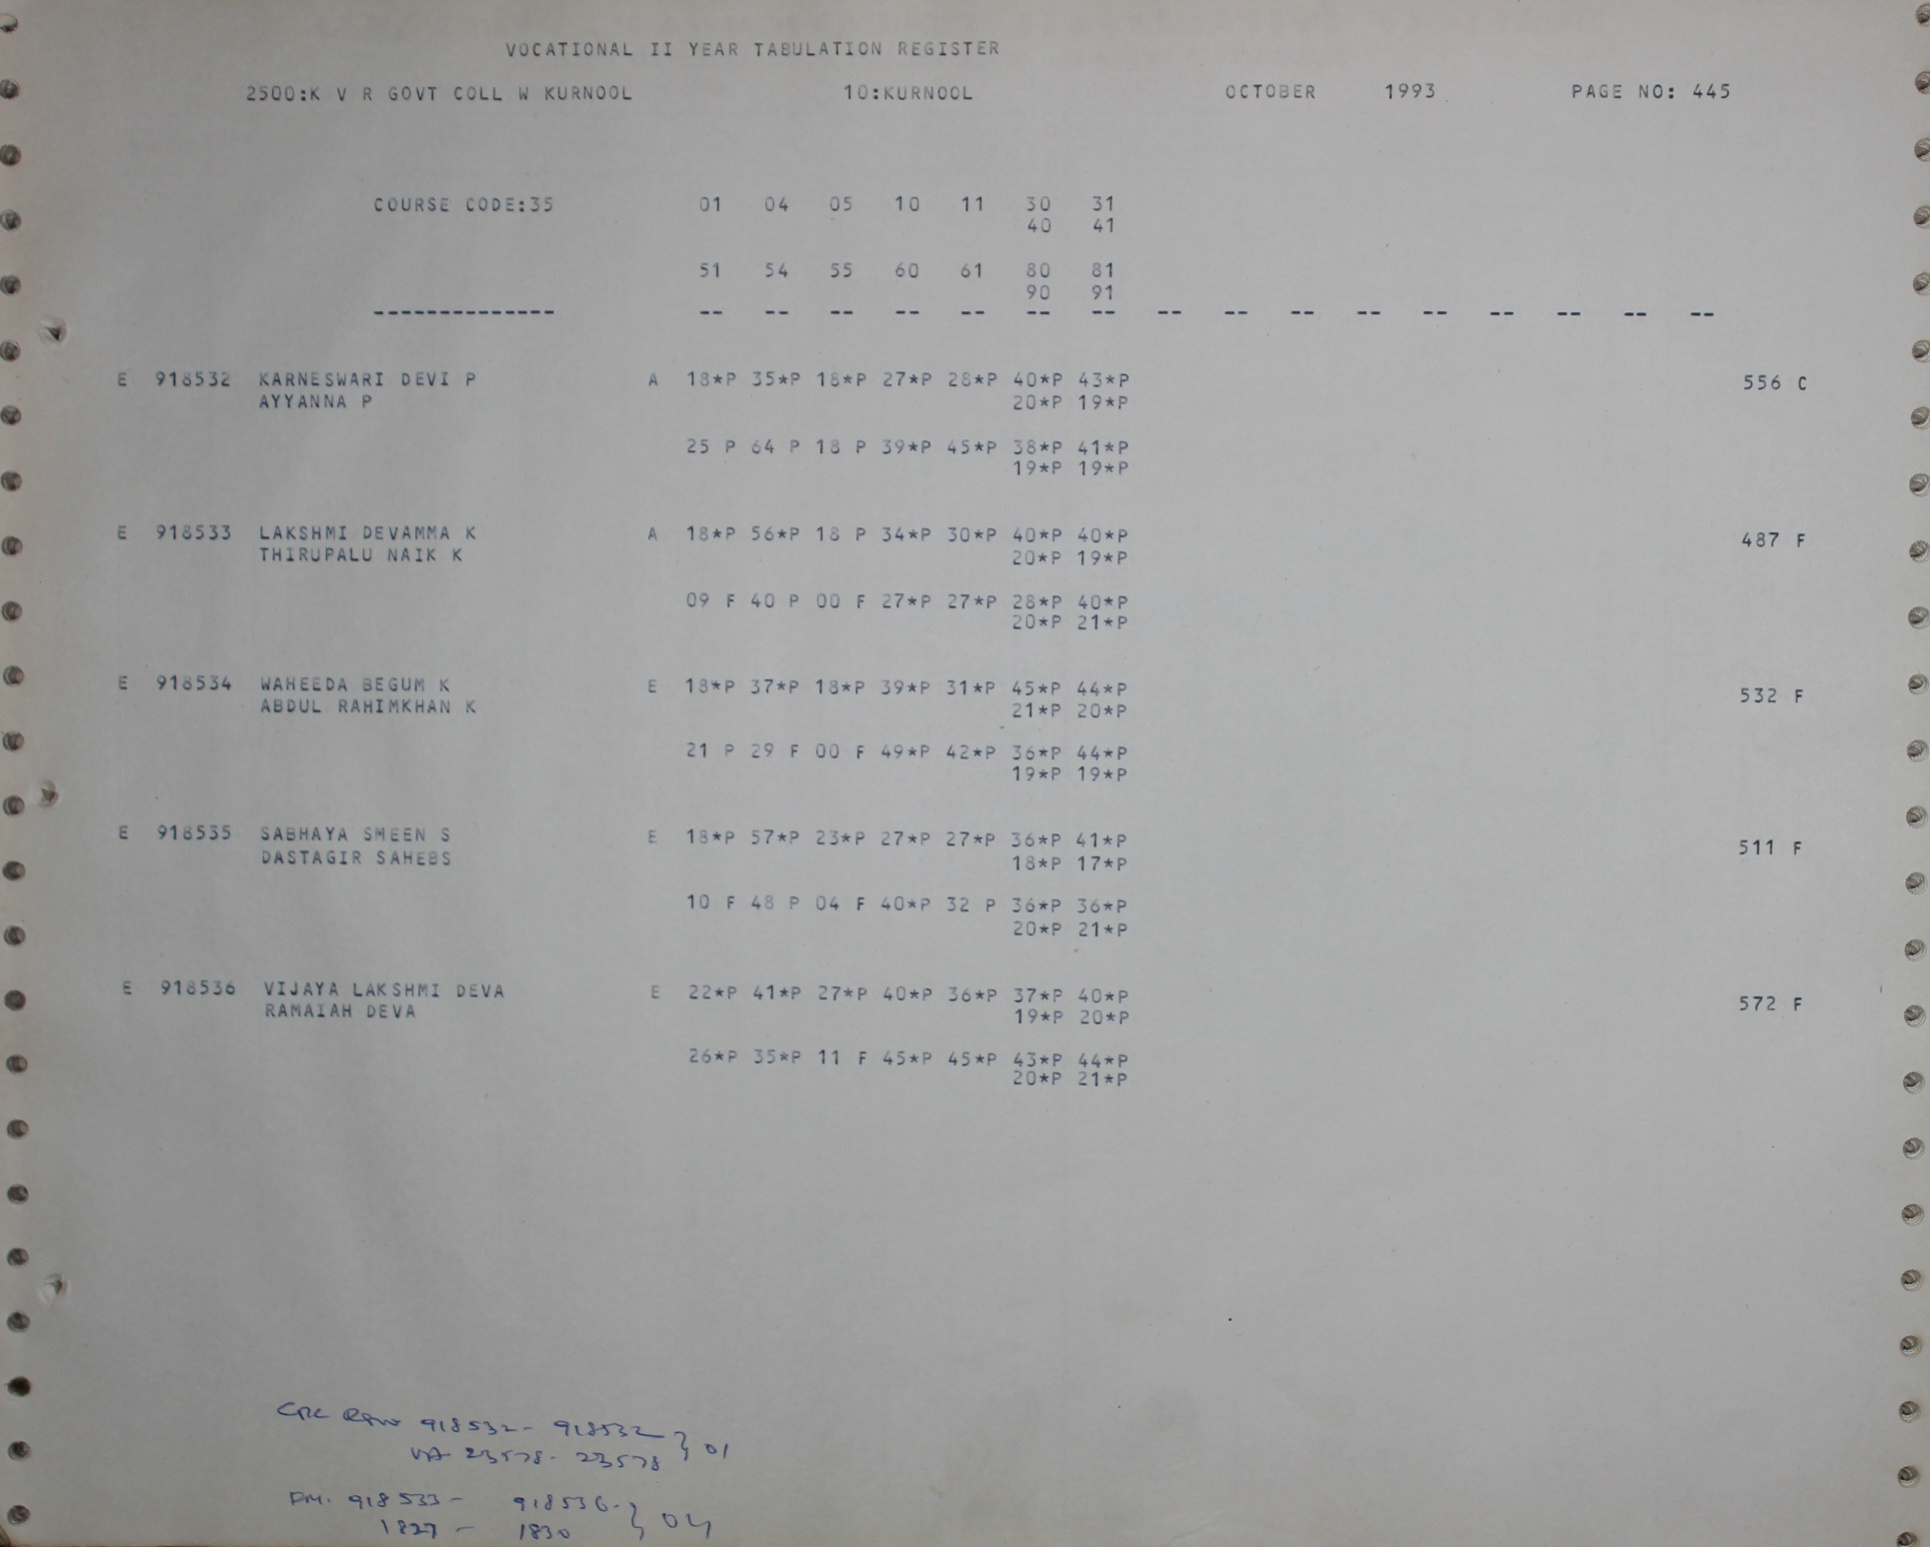 VOCATIONAL II YEAR TABULATION REGISTER
2500:K V R GOVT COLL W KURNOOL 10:KURNOOL OCTOBER 1993 PAGE NO: 445
COURSE CODE:35 01 04 05 10 11 30 31
40 41
51 54 55 60 61 80 81
90 91
-------------- -- -- -- -- -- -- -- -- -- -- -- -- -- -- -- --
E 918532 KARNESWARI DEVI P A 18*P 35*P 18*P 27*P 28*P 40*P 43*P 556 C
AYYANNA P 20*P 19*P
25 P 64 P 18 P 39*P 45*P 38*P 41*P
19*P 19*P
E 918533 LAKSHMI DEVAMMA K A 18*P 56*P 18 P 34*P 30*P 40*P 40*P 487 F
THIRUPALU NAIK K 20*P 19*P
09 F 40 P 00 F 27*P 27*P 28*P 40*P
20*P 21*P
E 918534 WAHEEDA BEGUM K E 18*P 37*P 18*P 39*P 31*P 45*P 44*P 532 F
ABDUL RAHIMKHAN K 21*P 20*P
21 P 29 F 00 F 49*P 42*P 36*P 44*P
19*P 19*P
E 918535 SABHAYA SMEEN S E 18*P 57*P 23*P 27*P 27*P 36*P 41*P 511 F
DASTAGIR SAHEBS 18*P 17*P
10 F 48 P 04 F 40*P 32 P 36*P 36*P
20*P 21*P
E 918536 VIJAYA LAKSHMI DEVA E 22*P 41*P 27*P 40*P 36*P 37*P 40*P 572 F
RAMAIAH DEVA 19*P 20*P
26*P 35*P 11 F 45*P 45*P 43*P 44*P
20*P 21*P
918532 - 918532 } 01
23578 - 23578
FM. 918533 - 918536 } 04
1827 - 1830